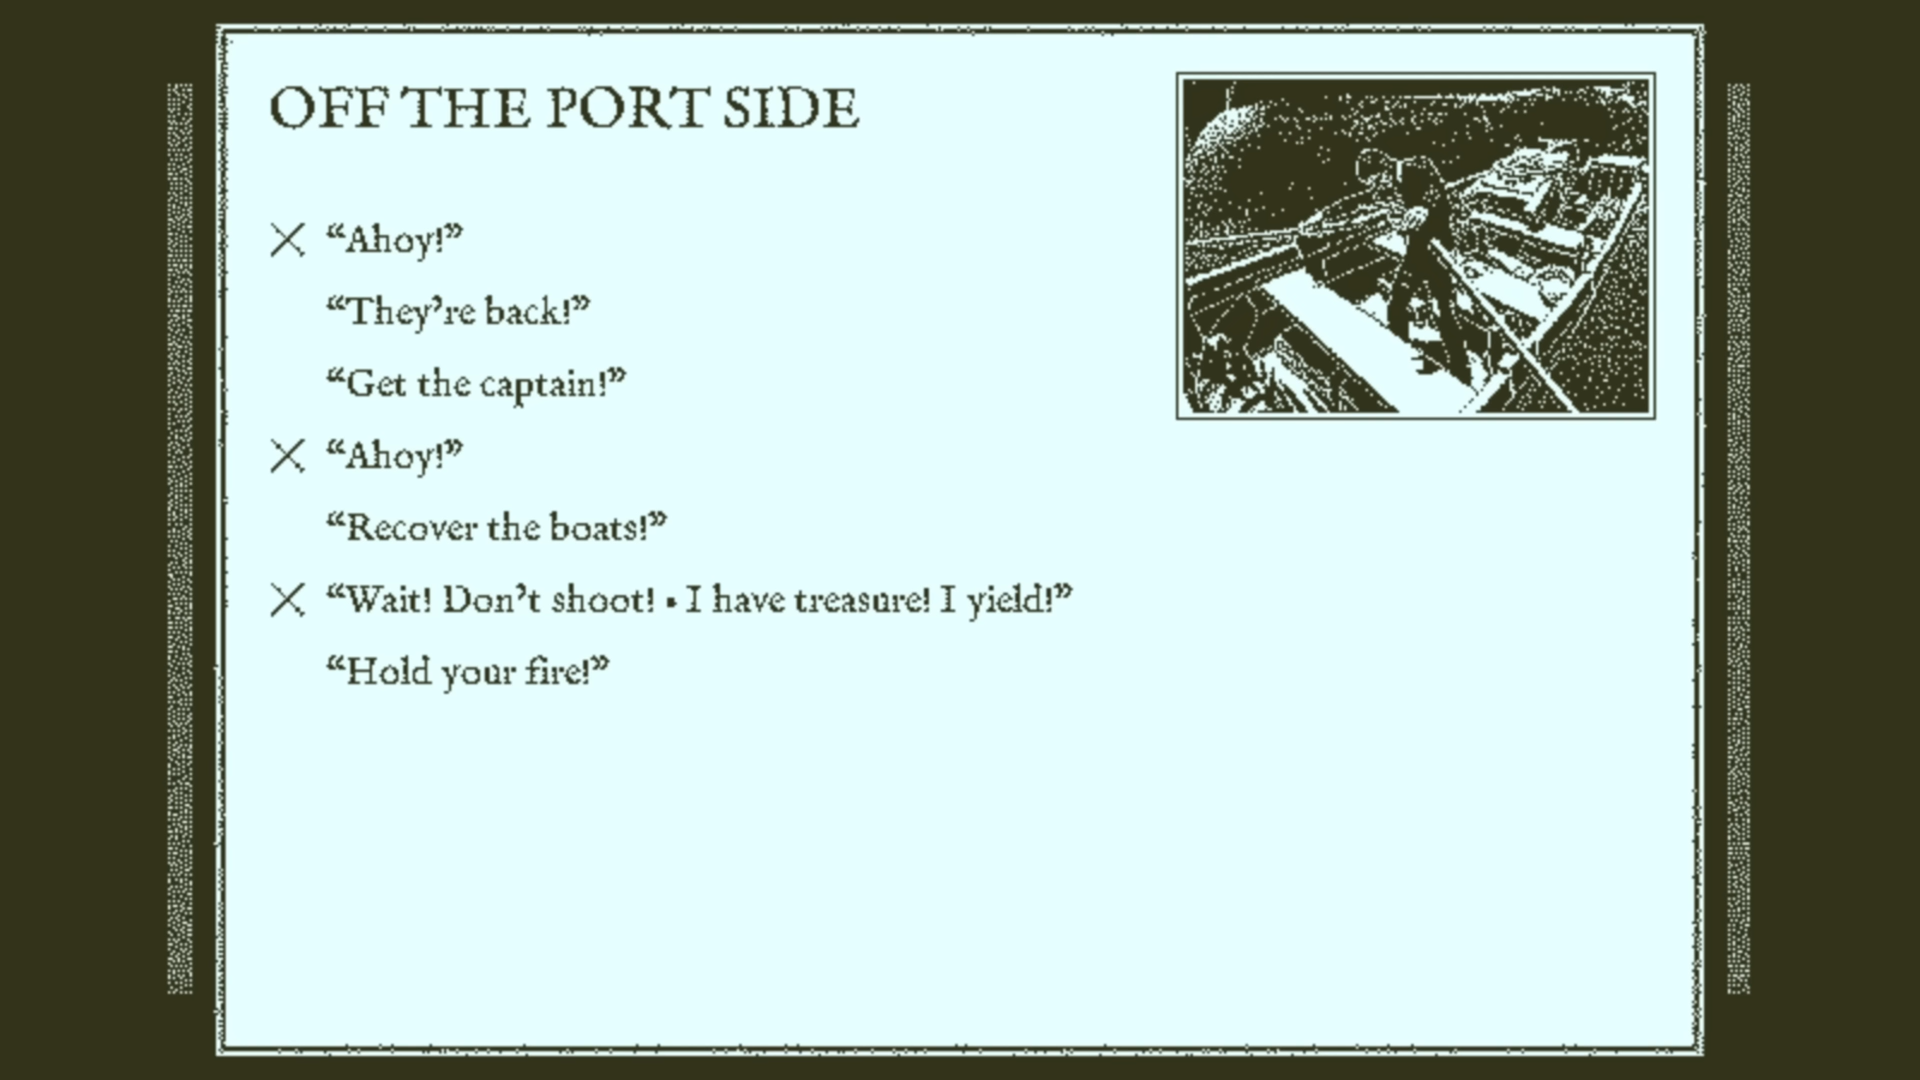 OFF THE PORT SIDE
“Ahoy!”
“They’re back!”
“Get the captain!”
“Ahoy!”
“Recover the boats!”
“Wait! Don’t shoot! • I have treasure! I yield!”
“Hold your fire!”